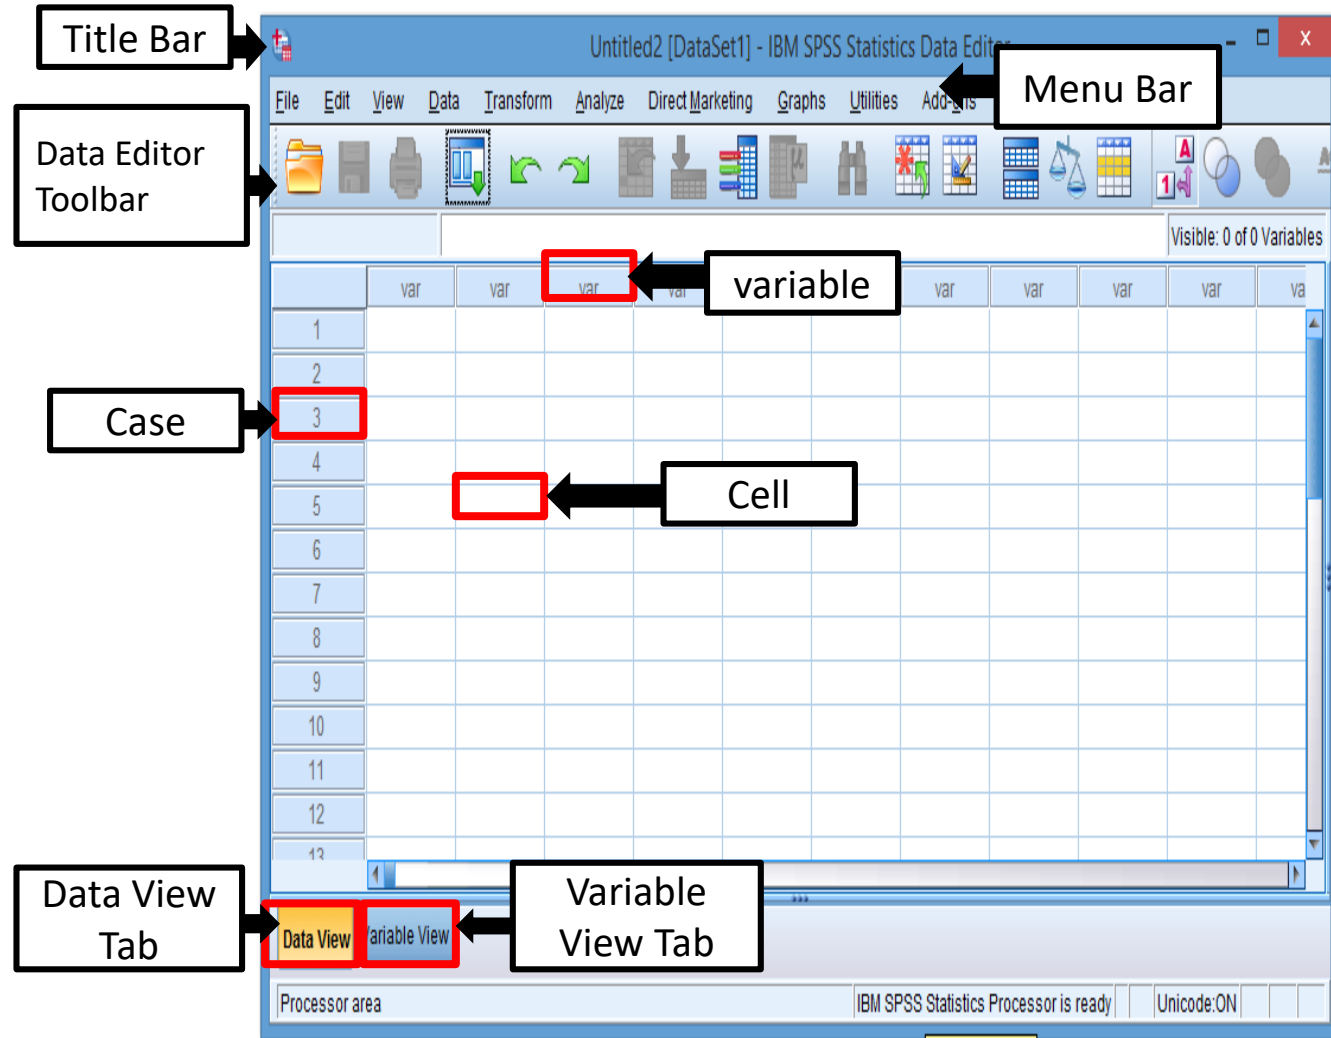 Title Bar
Untitled2 [DataSet1] - IBM SPSS Statistics Data
X
Menu Bar
File Edit View Data Transform Analyze Direct Marketing Graphs Utilities
Data Editor
Toolbar
A
1
Visible: 0 of 0 Variables
variable
var var var var var var var var
1
2
Case
3
4
Cell
5
6
7
8
9
10
11
12
13
Data View
Tab
Variable
View Tab
Data View View
Processor area IBM SPSS Statistics Processor is ready Unicode:ON